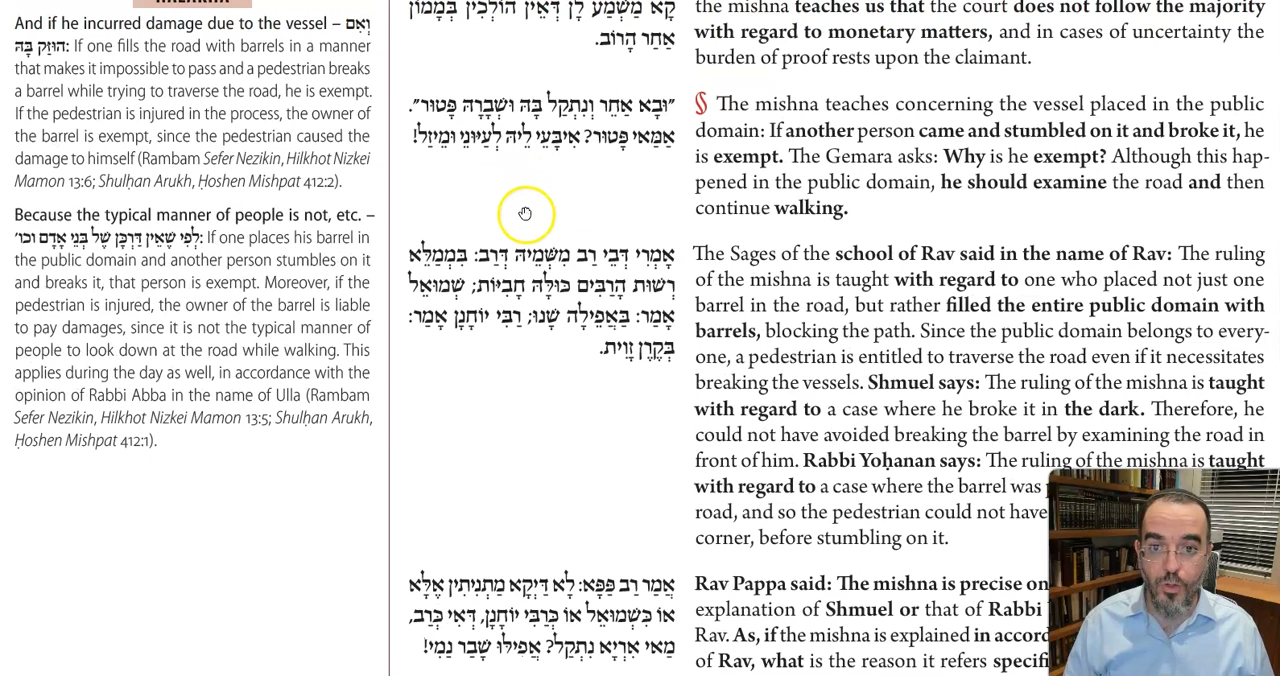 And if he incurred damage due to the vessel – וְאִם
הוּזַּק בָּהּ: If one fills the road with barrels in a manner
that makes it impossible to pass and a pedestrian breaks
a barrel while trying to traverse the road, he is exempt.
If the pedestrian is injured in the process, the owner of
the barrel is exempt, since the pedestrian caused the
damage to himself (Rambam Sefer Nezikin, Hilkhot Nizkei
Mamon 13:6; Shulḥan Arukh, Ḥoshen Mishpat 412:2).
Because the typical manner of people is not, etc. –
לְפִי שֶׁאֵין דַּרְכָּן שֶׁל בְּנֵי אָדָם וכו׳: If one places his barrel in
the public domain and another person stumbles on it
and breaks it, that person is exempt. Moreover, if the
pedestrian is injured, the owner of the barrel is liable
to pay damages, since it is not the typical manner of
people to look down at the road while walking. This
applies during the day as well, in accordance with the
opinion of Rabbi Abba in the name of Ulla (Rambam
Sefer Nezikin, Hilkhot Nizkei Mamon 13:5; Shulḥan Arukh,
Ḥoshen Mishpat 412:1).
קָא מַשְׁמַע לַן דְּאֵין הוֹלְכִין בְּמָמוֹן
אַחַר הָרוֹב.
״וּבָא אַחֵר וְנִתְקַל בָּהּ וּשְׁבָרָהּ פָּטוּר״.
אַמַּאי פָּטוּר? אִיבָּעֵי לֵיהּ לְעַיּוֹנֵי וּמֵיזַל!
אָמְרִי דְּבֵי רַב מִשְּׁמֵיהּ דְּרַב: בִּמְמַלֵּא
רְשׁוּת הָרַבִּים כּוּלָּהּ חָבִיּוֹת; שְׁמוּאֵל
אָמַר: בַּאֲפֵילָה שָׁנוּ; רַבִּי יוֹחָנָן אָמַר:
בְּקֶרֶן זָוִית.
אֲמַר רַב פַּפָּא: לָא דַּיְקָא מַתְנִיתִין אֶלָּא
אוֹ כִּשְׁמוּאֵל אוֹ כְּרַבִּי יוֹחָנָן, דְּאִי כְּרַב,
מַאי אִרְיָא נִתְקַל? אֲפִילּוּ שָׁבַר נַמִי!
the mishna teaches us that the court does not follow the majority
with regard to monetary matters, and in cases of uncertainty the
burden of proof rests upon the claimant.
§ The mishna teaches concerning the vessel placed in the public
domain: If another person came and stumbled on it and broke it, he
is exempt. The Gemara asks: Why is he exempt? Although this hap-
pened in the public domain, he should examine the road and then
continue walking.
The Sages of the school of Rav said in the name of Rav: The ruling
of the mishna is taught with regard to one who placed not just one
barrel in the road, but rather filled the entire public domain with
barrels, blocking the path. Since the public domain belongs to every-
one, a pedestrian is entitled to traverse the road even if it necessitates
breaking the vessels. Shmuel says: The ruling of the mishna is taught
with regard to a case where he broke it in the dark. Therefore, he
could not have avoided breaking the barrel by examining the road in
front of him. Rabbi Yoḥanan says: The ruling of the mishna is taught
with regard to a case where the barrel was
road, and so the pedestrian could not have
corner, before stumbling on it.
Rav Pappa said: The mishna is precise on
explanation of Shmuel or that of Rabbi
Rav. As, if the mishna is explained in
of Rav, what is the reason it refers